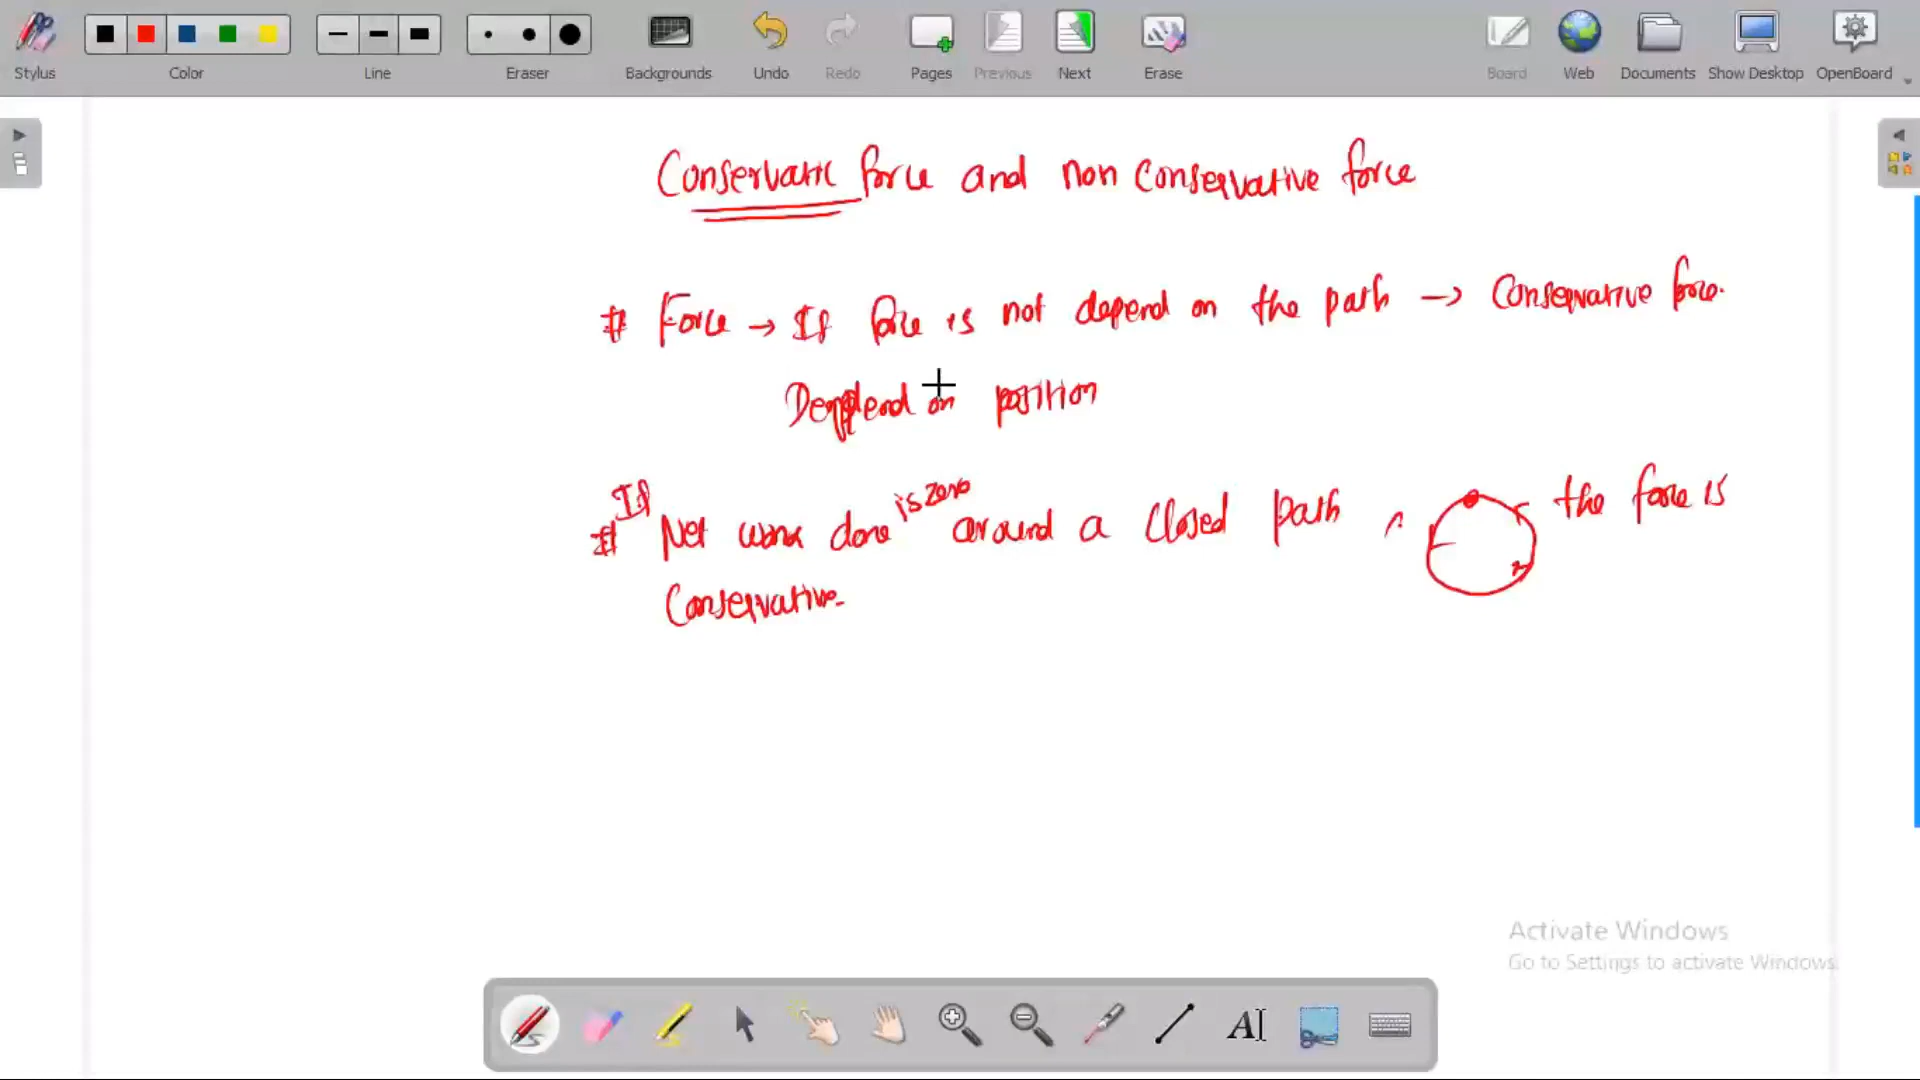 Stylus Color Line Eraser Backgrounds Undo Redo Pages Previous Next Erase Board Web Documents Show Desktop OpenBoard
Conservatic force and non conservative force
# Force → If force is not depend on the path → Conservative force.
Depend on position
If is zero
# Net work done around a closed path the force is
Conservative.
Activate Windows
Go to Settings to activate Windows.
AI